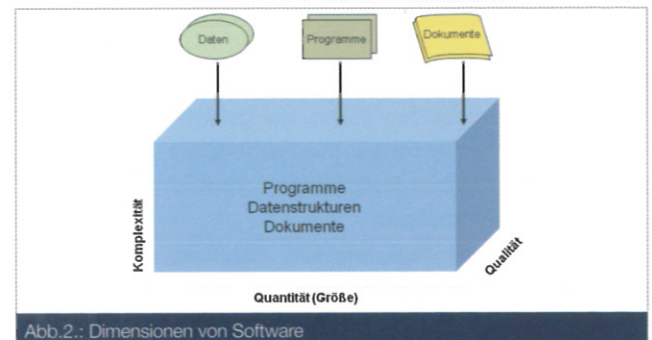 Daten
Programme
Dokumente
Programme
Datenstrukturen
Dokumente
Komplexität
Qualität
Quantität (Größe)
Abb.2.: Dimensionen von Software